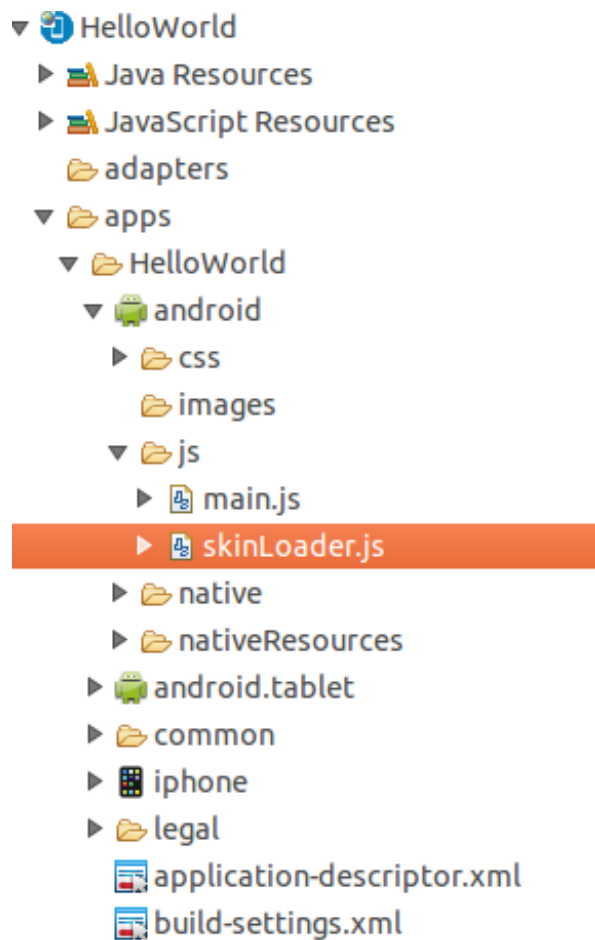 HelloWorld
Java Resources
JavaScript Resources
adapters
apps
HelloWorld
android
css
images
js
main.js
skinLoader.js
native
nativeResources
android.tablet
common
iphone
legal
application-descriptor.xml
build-settings.xml